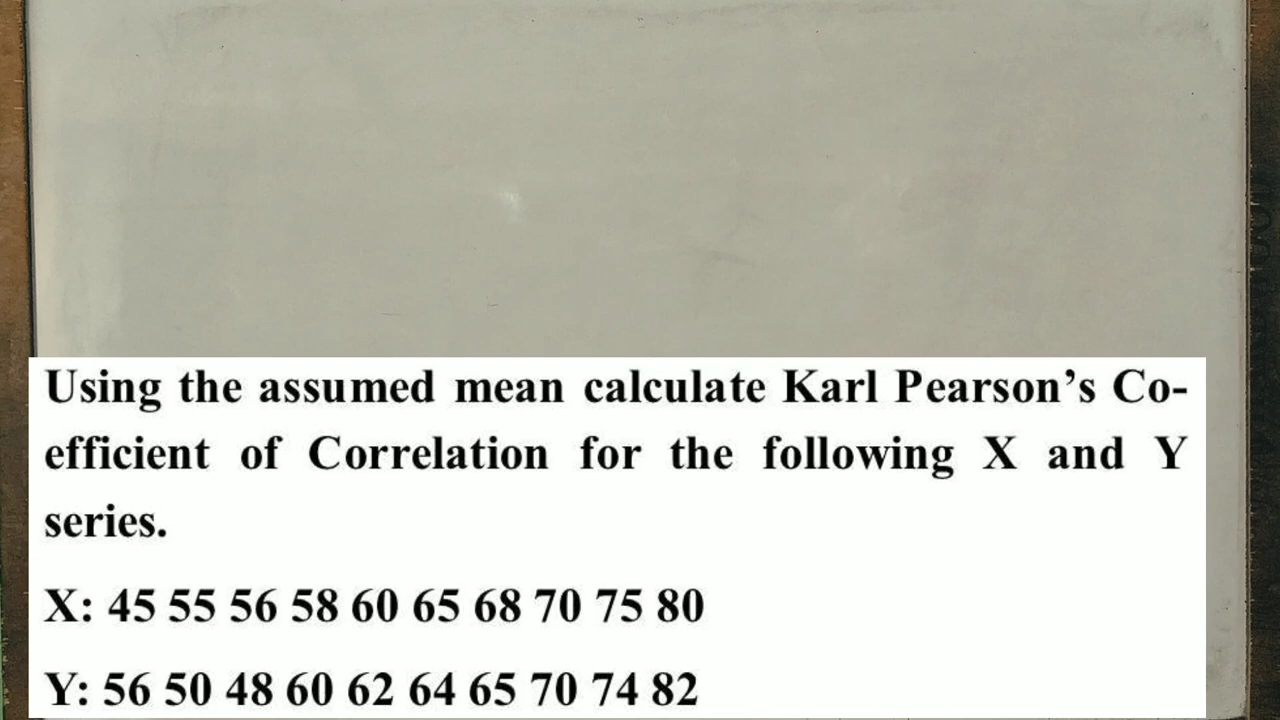 Using the assumed mean calculate Karl Pearson’s Co-
efficient of Correlation for the following X and Y
series.
X: 45 55 56 58 60 65 68 70 75 80
Y: 56 50 48 60 62 64 65 70 74 82